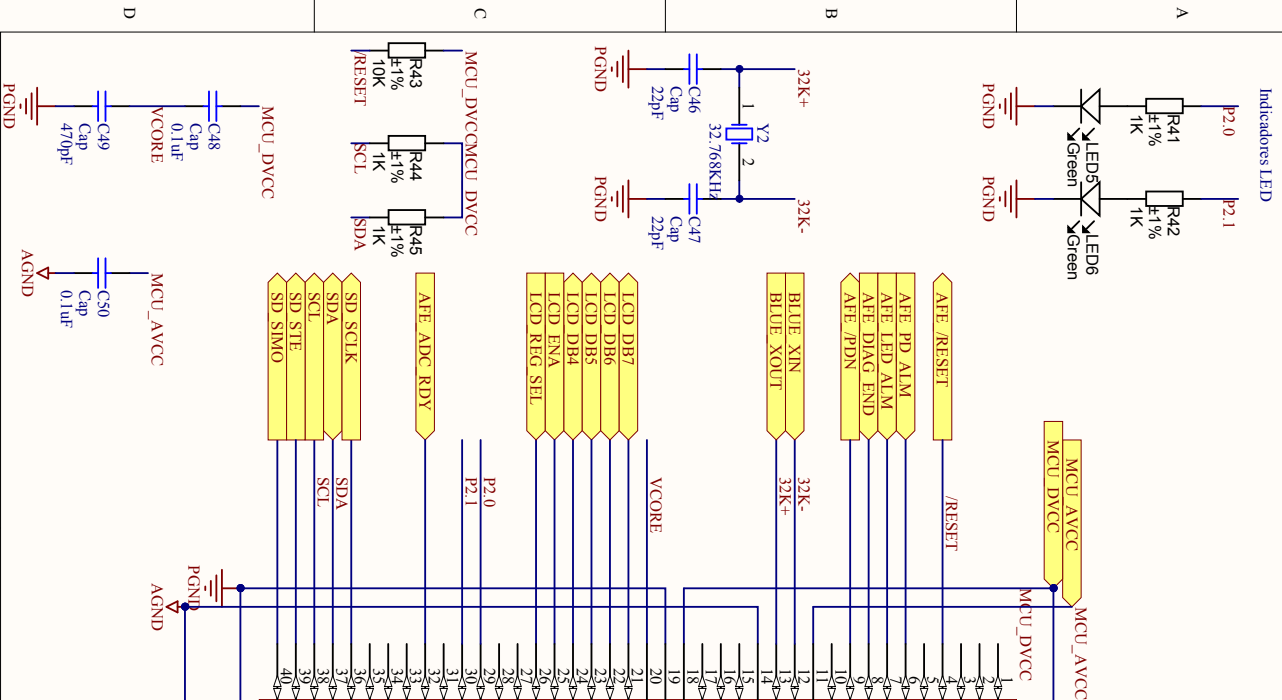 A
B
C
D
Indicadores LED
P2.0
R41
±1%
1K
LED5
Green
PGND
P2.1
R42
±1%
1K
LED6
Green
PGND
32K+
C46
Cap
22pF
PGND
Y2
32.768KHz
1
2
32K-
C47
Cap
22pF
PGND
MCU_DVCC
R43
±1%
10K
/RESET
MCU_DVCC
R44
±1%
1K
SCL
R45
±1%
1K
SDA
MCU_DVCC
C48
Cap
0.1uF
VCORE
C49
Cap
470pF
PGND
MCU_AVCC
C50
Cap
0.1uF
AGND
MCU_AVCC
MCU_DVCC
AFE_/RESET
AFE_PD_ALM
AFE_LED_ALM
AFE_DIAG_END
AFE_/PDN
BLUE_XIN
BLUE_XOUT
LCD_DB7
LCD_DB6
LCD_DB5
LCD_DB4
LCD_ENA
LCD_REG_SEL
AFE_ADC_RDY
SD_SCLK
SDA
SCL
SD_STE
SD_SIMO
/RESET
32K-
32K+
VCORE
P2.0
P2.1
SDA
SCL
MCU_AVCC
MCU_DVCC
PGND
AGND
1
2
3
4
5
6
7
8
9
10
11
12
13
14
15
16
17
18
19
20
21
22
23
24
25
26
27
28
29
30
31
32
33
34
35
36
37
38
39
40